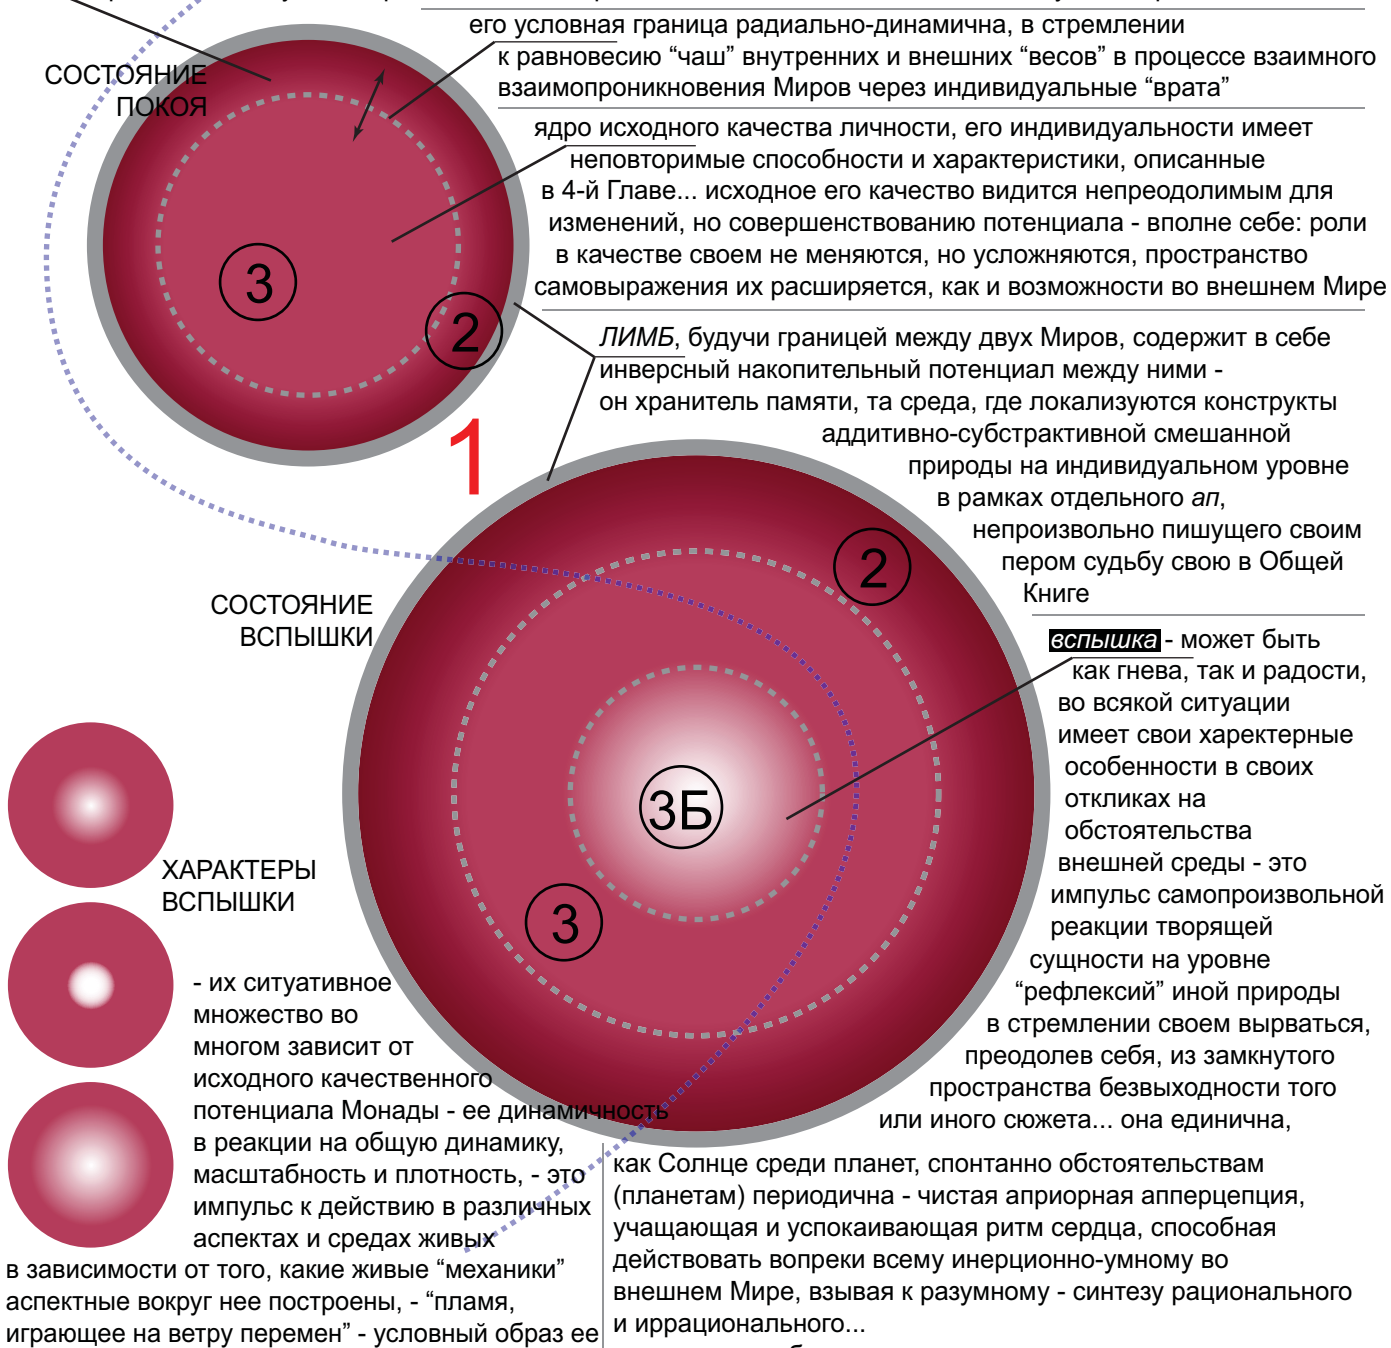 его условная граница радиально-динамична, в стремлении
к равновесию “чаш” внутренних и внешних “весов” в процессе взаимного
взаимопроникновения Миров через индивидуальные “врата”
СОСТОЯНИЕ
ПОКОЯ
ядро исходного качества личности, его индивидуальности имеет
неповторимые способности и характеристики, описанные
в 4-й Главе... исходное его качество видится непреодолимым для
изменений, но совершенствованию потенциала - вполне себе: роли
в качестве своем не меняются, но усложняются, пространство
самовыражения их расширяется, как и возможности во внешнем Мире
3
2
ЛИМБ, будучи границей между двух Миров, содержит в себе
инверсный накопительный потенциал между ними -
он хранитель памяти, та среда, где локализуются конструкты
аддитивно-субстрактивной смешанной
природы на индивидуальном уровне
в рамках отдельного ап,
непроизвольно пишущего своим
пером судьбу свою в Общей
Книге
1
2
СОСТОЯНИЕ
ВСПЫШКИ
3Б
3
вспышка - может быть
как гнева, так и радости,
во всякой ситуации
имеет свои харектерные
особенности в своих
откликах на
обстоятельства
внешней среды - это
импульс самопроизвольной
реакции творящей
сущности на уровне
“рефлексий” иной природы
в стремлении своем вырваться,
преодолев себя, из замкнутого
пространства безвыходности того
или иного сюжета... она единична,
как Солнце среди планет, спонтанно обстоятельствам
(планетам) периодична - чистая априорная апперцепция,
учащающая и успокаивающая ритм сердца, способная
действовать вопреки всему инерционно-умному во
внешнем Мире, взывая к разумному - синтезу рационального
и иррационального...
ХАРАКТЕРЫ
ВСПЫШКИ
- их ситуативное
множество во
многом зависит от
исходного качественного
потенциала Монады - ее динамичность
в реакции на общую динамику,
масштабность и плотность, - это
импульс к действию в различных
аспектах и средах живых
в зависимости от того, какие живые “механики”
аспектные вокруг нее построены, - “пламя,
играющее на ветру перемен” - условный образ ее